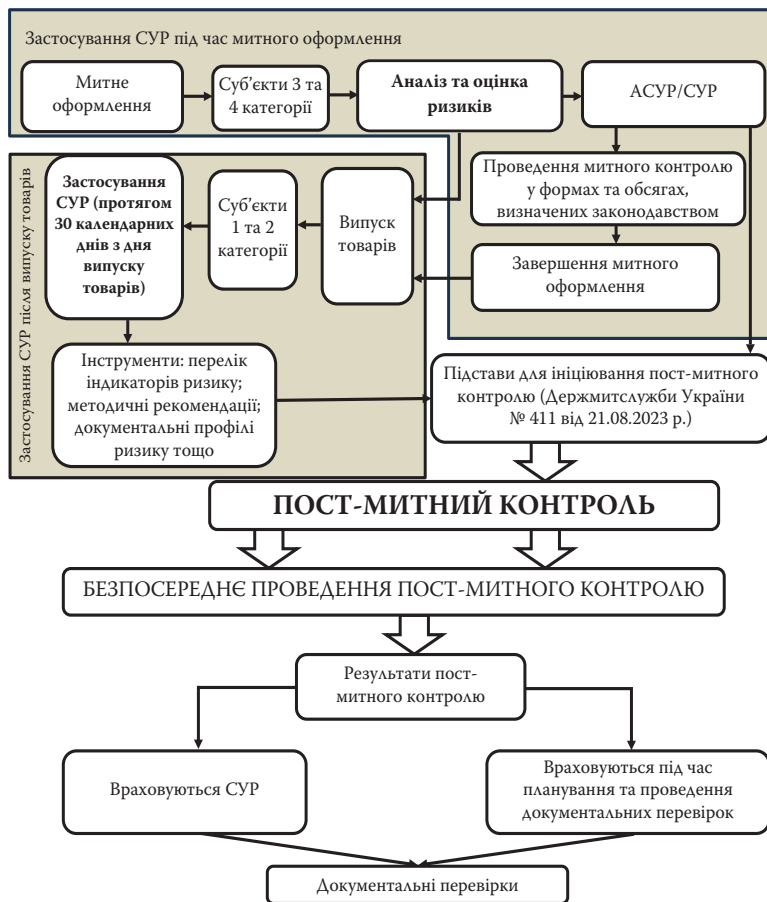 Застосування СУР під час митного оформлення
Митне
оформлення
Суб’єкти 3 та
4 категорії
Аналіз та оцінка
ризиків
АСУР/СУР
Проведення митного контролю
у формах та обсягах,
визначених законодавством
Завершення митного
оформлення
Застосування СУР після випуску товарів
Застосування
СУР (протягом
30 календарних
днів з дня
випуску
товарів)
Суб’єкти
1 та 2
категорії
Випуск
товарів
Інструменти: перелік
індикаторів ризику;
методичні рекомендації;
документальні профілі
ризику тощо
Підстави для ініціювання пост-митного
контролю (Держмитслужби України
№ 411 від 21.08.2023 р.)
ПОСТ-МИТНИЙ КОНТРОЛЬ
БЕЗПОСЕРЕДНЄ ПРОВЕДЕННЯ ПОСТ-МИТНОГО КОНТРОЛЮ
Результати пост-
митного контролю
Враховуються СУР
Враховуються під час
планування та проведення
документальних перевірок
Документальні перевірки